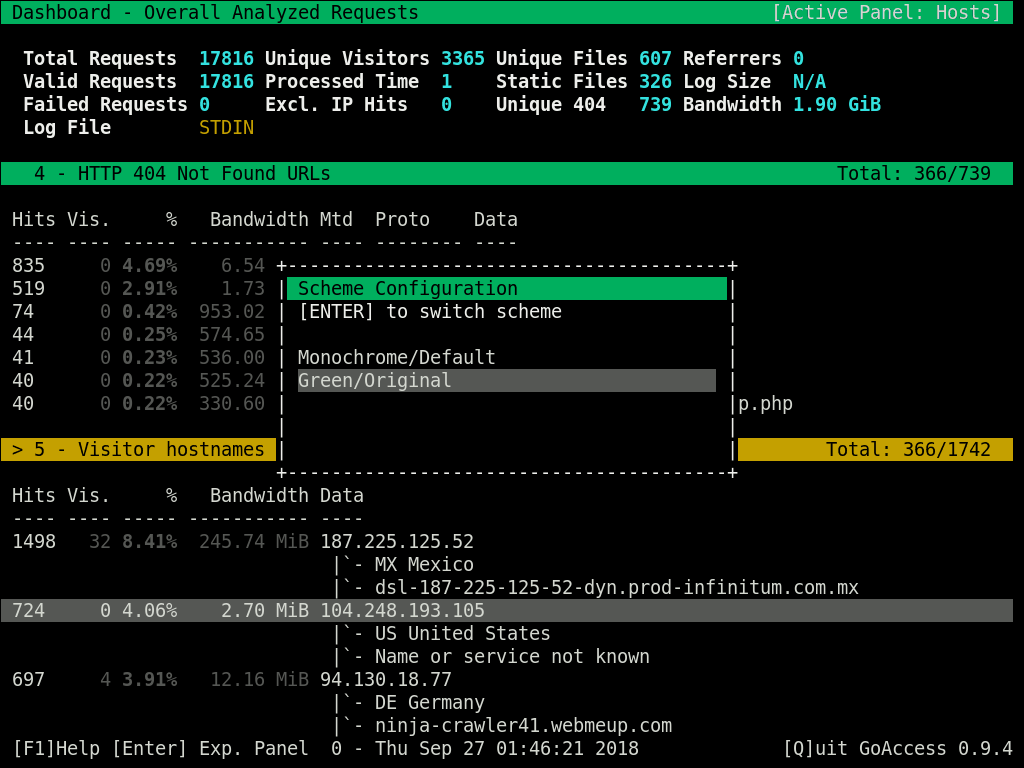 Dashboard - Overall Analyzed Requests [Active Panel: Hosts]
Total Requests 17816 Unique Visitors 3365 Unique Files 607 Referrers 0
Valid Requests 17816 Processed Time 1 Static Files 326 Log Size N/A
Failed Requests 0 Excl. IP Hits 0 Unique 404 739 Bandwidth 1.90 GiB
Log File STDIN
4 - HTTP 404 Not Found URLs Total: 366/739
Hits Vis. % Bandwidth Mtd Proto Data
---- ---- ----- ----------- ---- -------- ----
835 0 4.69% 6.54 +----------------------------------------+
519 0 2.91% 1.73 | Scheme Configuration |
74 0 0.42% 953.02 | [ENTER] to switch scheme |
44 0 0.25% 574.65 | |
41 0 0.23% 536.00 | Monochrome/Default |
40 0 0.22% 525.24 | Green/Original |
40 0 0.22% 330.60 | |p.php
| |
> 5 - Visitor hostnames | | Total: 366/1742
+----------------------------------------+
Hits Vis. % Bandwidth Data
---- ---- ----- ----------- ----
1498 32 8.41% 245.74 MiB 187.225.125.52
|`- MX Mexico
|`- dsl-187-225-125-52-dyn.prod-infinitum.com.mx
724 0 4.06% 2.70 MiB 104.248.193.105
|`- US United States
|`- Name or service not known
697 4 3.91% 12.16 MiB 94.130.18.77
|`- DE Germany
|`- ninja-crawler41.webmeup.com
[F1]Help [Enter] Exp. Panel 0 - Thu Sep 27 01:46:21 2018 [Q]uit GoAccess 0.9.4